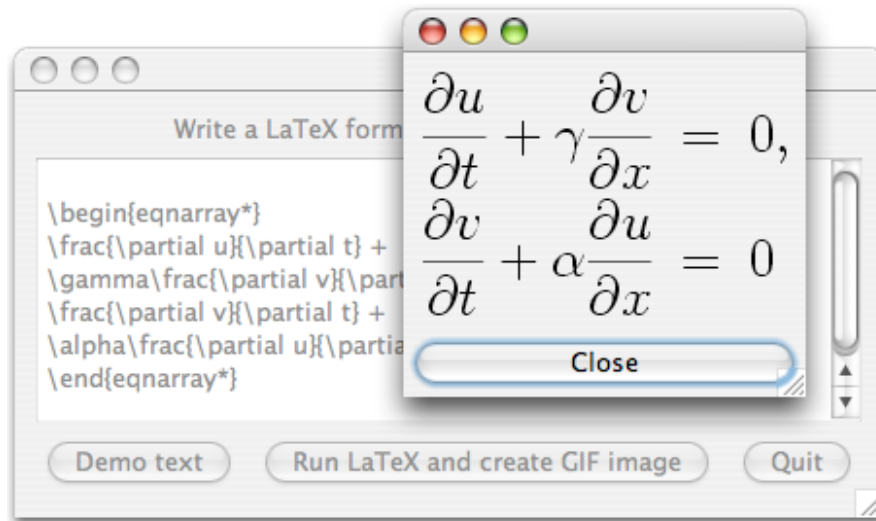 Write a LaTeX form
\begin{eqnarray*}
\frac{\partial u}{\partial t} +
\gamma\frac{\partial v}{\part
\frac{\partial v}{\partial t} +
\alpha\frac{\partial u}{\partia
\end{eqnarray*}
Demo text Run LaTeX and create GIF image Quit
∂u/∂t + γ ∂v/∂x = 0,
∂v/∂t + α ∂u/∂x = 0
Close